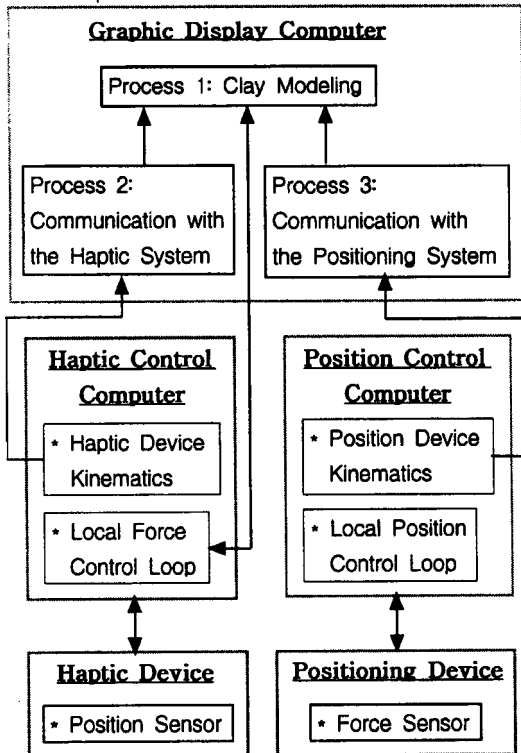 Graphic Display Computer
Process 1: Clay Modeling
Process 2:
Communication with
the Haptic System
Process 3:
Communication with
the Positioning System
Haptic Control
Computer
* Haptic Device
Kinematics
* Local Force
Control Loop
Position Control
Computer
* Position Device
Kinematics
* Local Position
Control Loop
Haptic Device
* Position Sensor
Positioning Device
* Force Sensor